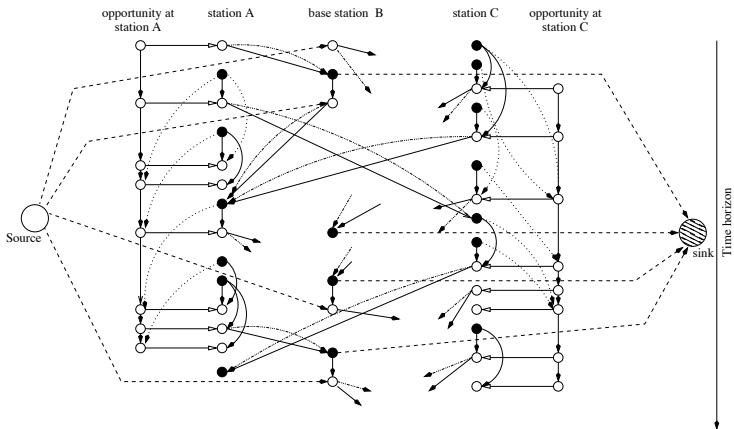 opportunity at
station A
station A
base station B
station C
opportunity at
station C
Source
sink
Time horizon